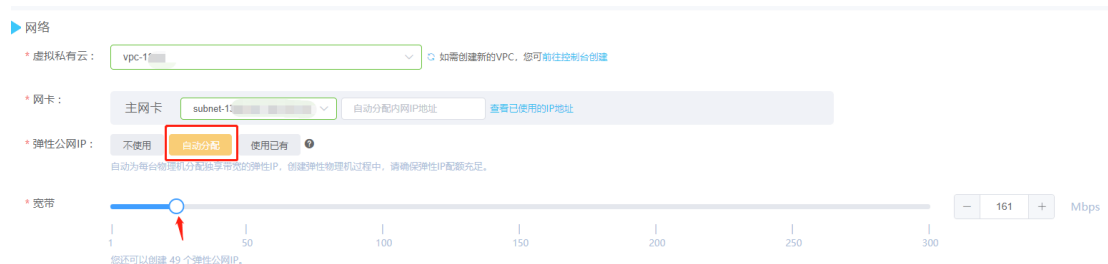 网络
* 虚拟私有云： vpc-1 如需创建新的VPC，您可前往控制台创建
* 网卡： 主网卡 subnet-1 自动分配内网IP地址 查看已使用的IP地址
* 弹性公网IP： 不使用 自动分配 使用已有 ?
自动为每台物理机分配独享带宽的弹性IP，创建弹性物理机过程中，请确保弹性IP配额充足。
* 宽带 − 161 + Mbps
1 50 100 150 200 250 300
您还可以创建 49 个弹性公网IP。